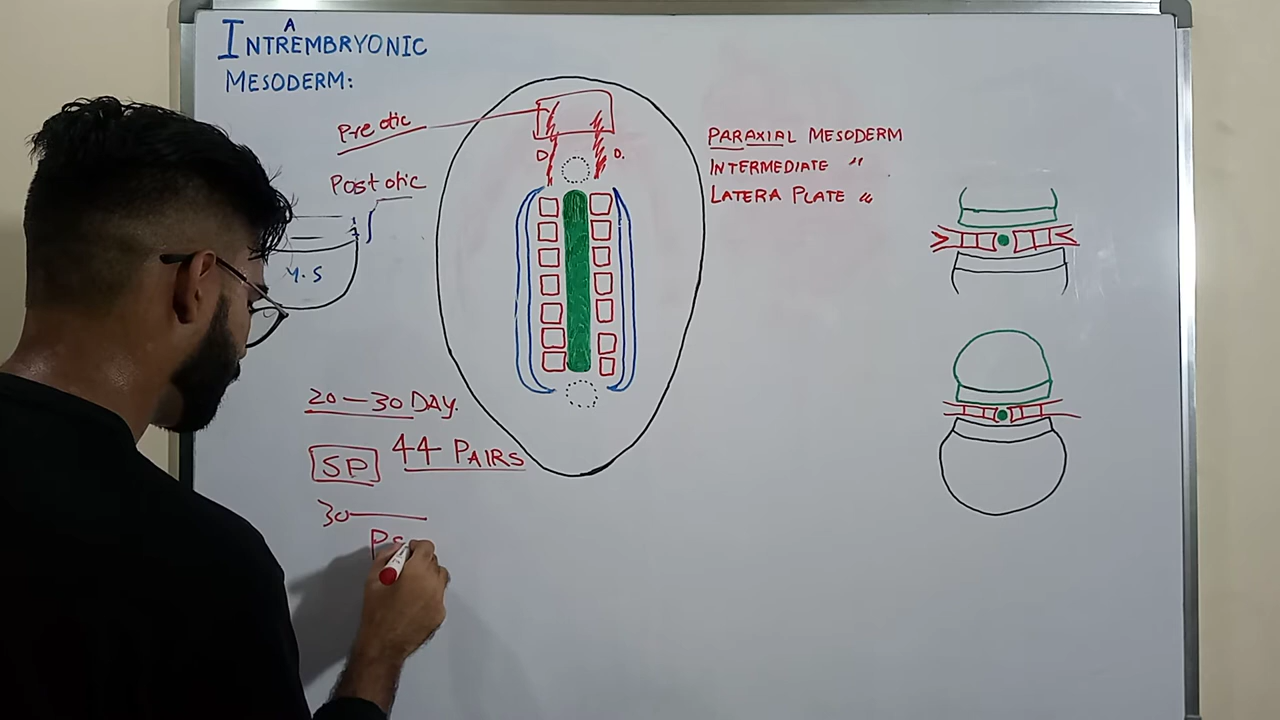 INTRAEMBRYONIC
MESODERM:
Pre otic
Post otic
Y.S
O
O.
PARAXIAL MESODERM
INTERMEDIATE "
LATERA PLATE "
20-30 DAY.
SP 44 PAIRS
30